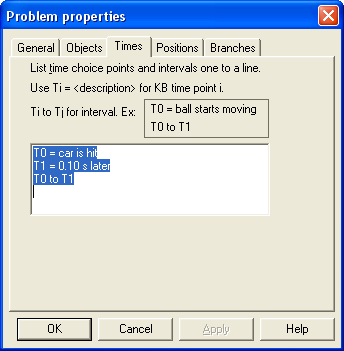 Problem properties
General Objects Times Positions Branches
List time choice points and intervals one to a line.
Use Ti = <description> for KB time point i.
Ti to Tj for interval. Ex:
T0 = ball starts moving
T0 to T1
T0 = car is hit
T1 = 0.10 s later
T0 to T1
OK Cancel Apply Help